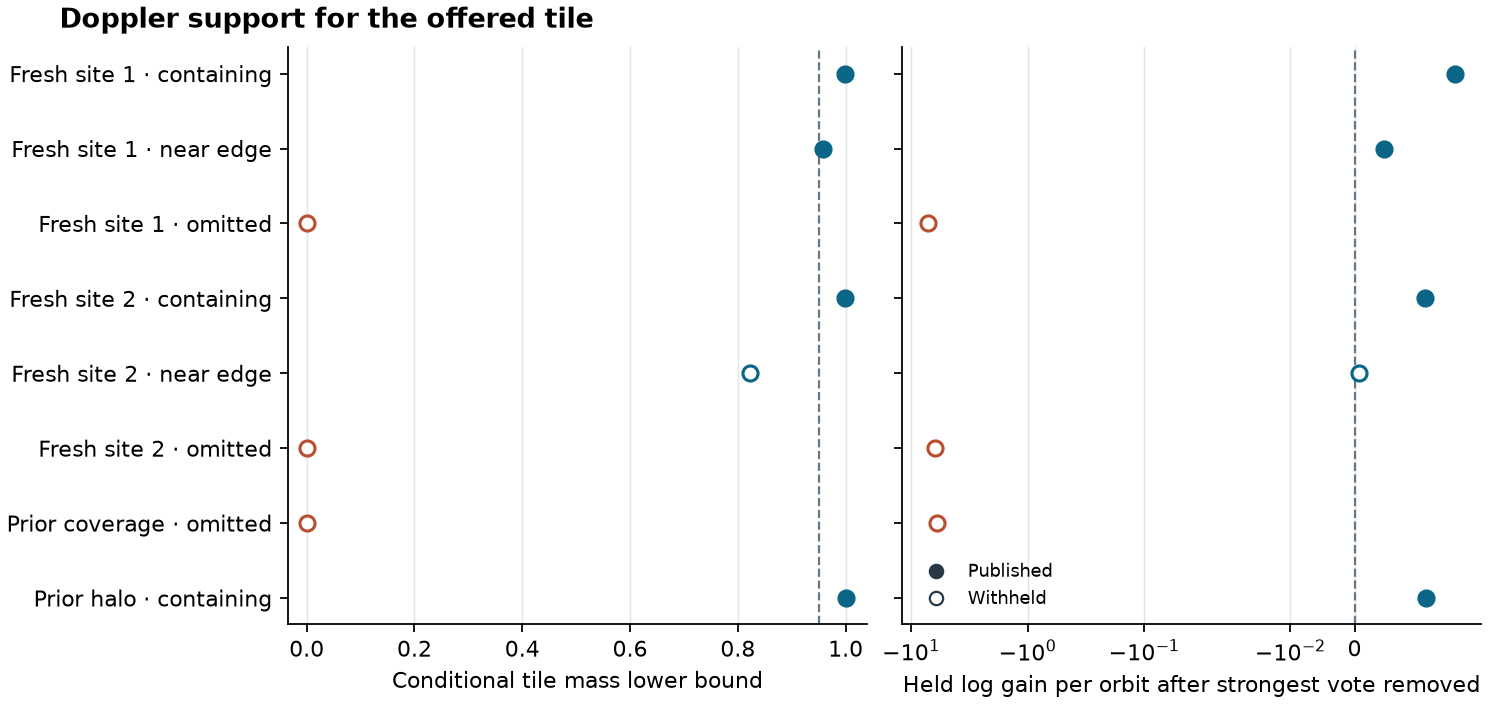 Doppler support for the offered tile
Fresh site 1 · containing
Fresh site 1 · near edge
Fresh site 1 · omitted
Fresh site 2 · containing
Fresh site 2 · near edge
Fresh site 2 · omitted
Prior coverage · omitted
Prior halo · containing
0.0 0.2 0.4 0.6 0.8 1.0
Conditional tile mass lower bound
Published
Withheld
−10¹ −10⁰ −10⁻¹ −10⁻² 0
Held log gain per orbit after strongest vote removed